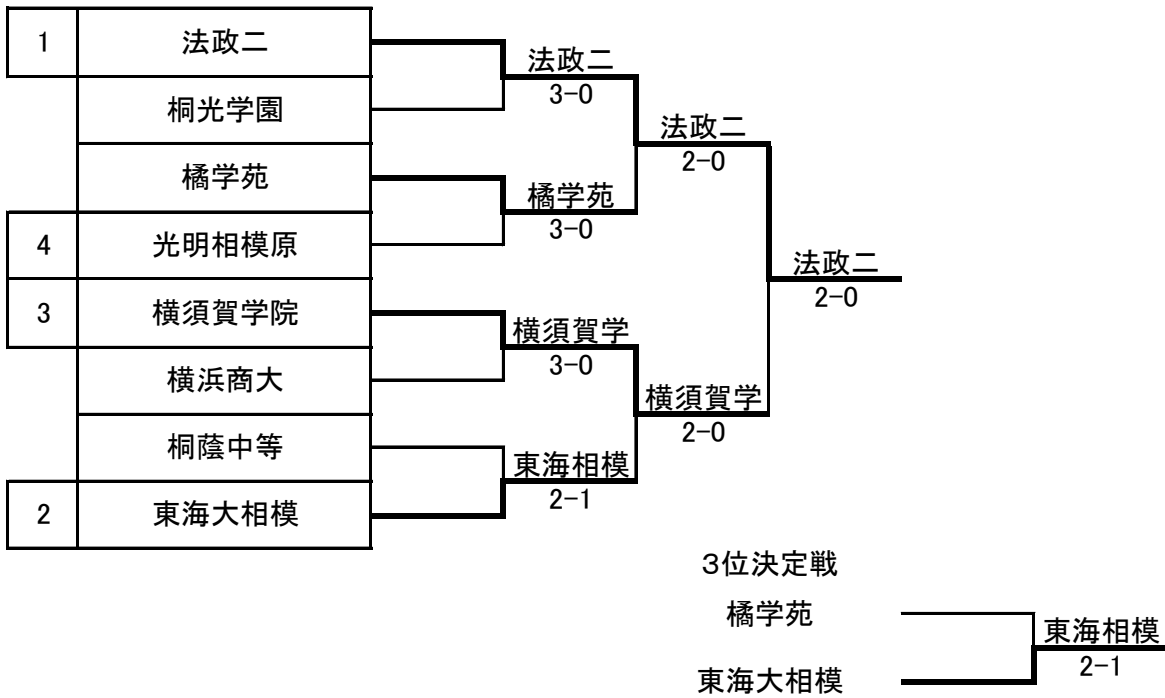 1 法政二
桐光学園
橘学苑
4 光明相模原
3 横須賀学院
横浜商大
桐蔭中等
2 東海大相模
法政二
3-0
橘学苑
3-0
横須賀学
3-0
東海相模
2-1
法政二
2-0
横須賀学
2-0
法政二
2-0
３位決定戦
橘学苑
東海大相模
東海相模
2-1